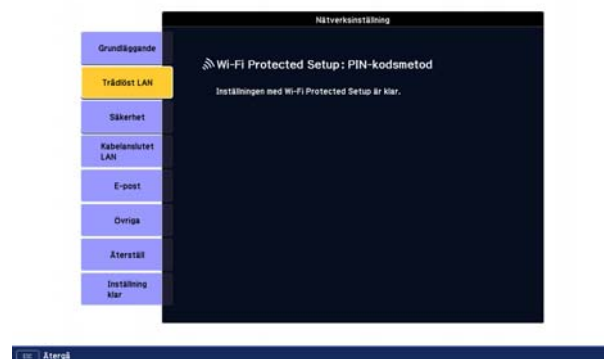 Nätverksinställning
Grundläggande
Trådlöst LAN
Säkerhet
Kabelanslutet
LAN
E-post
Övriga
Återställ
Inställning
klar
Wi-Fi Protected Setup: PIN-kodsmetod
Inställningen med Wi-Fi Protected Setup är klar.
Esc Återgå